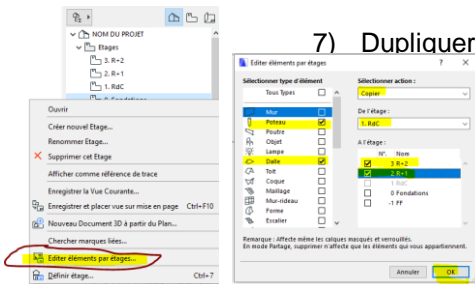 NOM DU PROJET
Etages
3. R+2
2. R+1
1. RdC
0. Fondations
Ouvrir
Créer nouvel Etage...
Renommer Etage...
Supprimer cet Etage
Afficher comme référence de trace
Enregistrer la Vue Courante...
Enregistrer et placer vue sur mise en page Ctrl+F10
Nouveau Document 3D à partir du Plan...
Chercher marques liées...
Editer éléments par étages...
Définir étage... Ctrl+7
7) Dupliquer
Editer éléments par étages ? X
Sélectionner type d'élément
Tous Types
Mur
Poteau
Poutre
Objet
Lampe
Dalle
Toit
Coque
Maillage
Mur-rideau
Forme
Escalier
Sélectionner action :
Copier
De l'étage :
1. RdC
A l'étage :
N°. Nom
3 R+2
2 R+1
1 RdC
0 Fondations
-1 FF
Remarque : Affecte même les calques masqués et verrouillés.
En mode Partage, supprimer n'affecte que les éléments qui vous appartiennent.
Annuler
OK